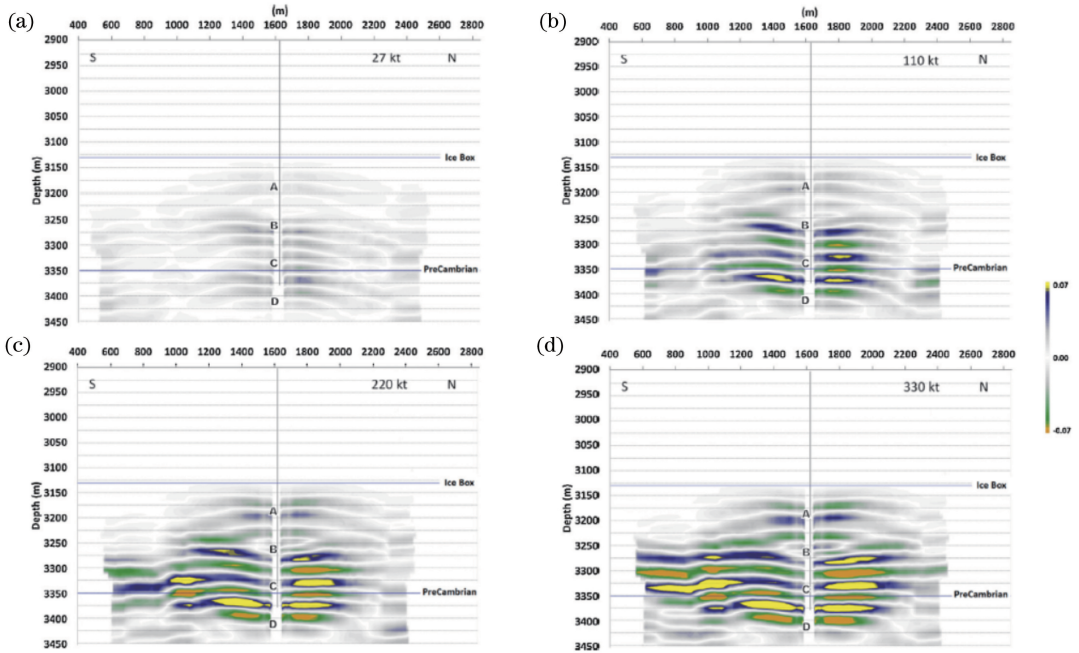 (m)
(a)
400 600 800 1000 1200 1400 1600 1800 2000 2200 2400 2600 2800
2900
2950
3000
3050
3100
3150
3200
3250
3300
3350
3400
3450
Depth (m)
S
27 kt
N
Ice Box
PreCambrian
A
B
C
D
(b)
(m)
400 600 800 1000 1200 1400 1600 1800 2000 2200 2400 2600 2800
2900
2950
3000
3050
3100
3150
3200
3250
3300
3350
3400
3450
Depth (m)
S
110 kt
N
Ice Box
PreCambrian
A
B
C
D
0.07
0.00
-0.07
(c)
400 600 800 1000 1200 1400 1600 1800 2000 2200 2400 2600 2800
2900
2950
3000
3050
3100
3150
3200
3250
3300
3350
3400
3450
Depth (m)
S
220 kt
N
Ice Box
PreCambrian
A
B
C
D
(d)
400 600 800 1000 1200 1400 1600 1800 2000 2200 2400 2600 2800
2900
2950
3000
3050
3100
3150
3200
3250
3300
3350
3400
3450
Depth (m)
S
330 kt
N
Ice Box
PreCambrian
A
B
C
D